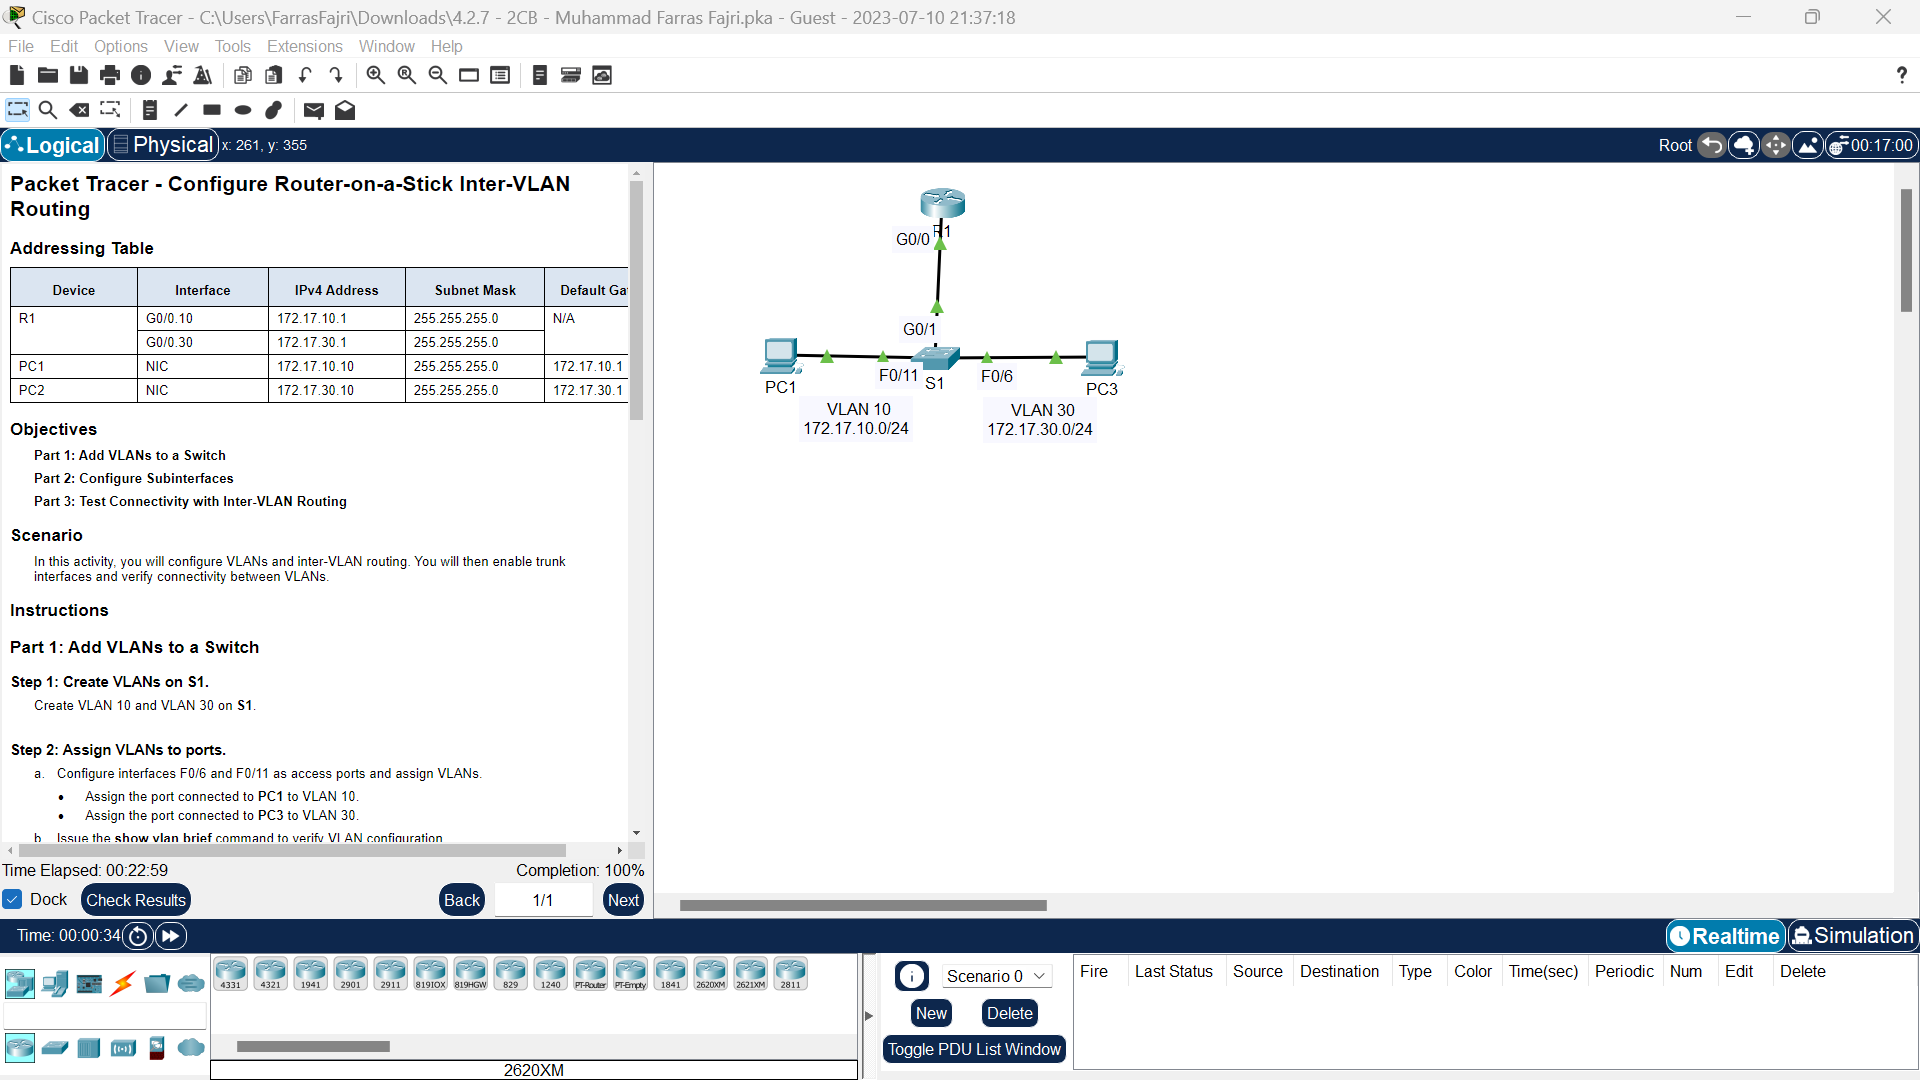 Cisco Packet Tracer - C:\Users\FarrasFajri\Downloads\4.2.7 - 2CB - Muhammad Farras Fajri.pka - Guest - 2023-07-10 21:37:18
File Edit Options View Tools Extensions Window Help
?
Logical Physical x: 261, y: 355 Root 00:17:00
Packet Tracer - Configure Router-on-a-Stick Inter-VLAN
Routing
Addressing Table
Device Interface IPv4 Address Subnet Mask Default Ga
R1 G0/0.10 172.17.10.1 255.255.255.0 N/A
G0/0.30 172.17.30.1 255.255.255.0
PC1 NIC 172.17.10.10 255.255.255.0 172.17.10.1
PC2 NIC 172.17.30.10 255.255.255.0 172.17.30.1
Objectives
Part 1: Add VLANs to a Switch
Part 2: Configure Subinterfaces
Part 3: Test Connectivity with Inter-VLAN Routing
Scenario
In this activity, you will configure VLANs and inter-VLAN routing. You will then enable trunk
interfaces and verify connectivity between VLANs.
Instructions
Part 1: Add VLANs to a Switch
Step 1: Create VLANs on S1.
Create VLAN 10 and VLAN 30 on S1.
Step 2: Assign VLANs to ports.
a. Configure interfaces F0/6 and F0/11 as access ports and assign VLANs.
• Assign the port connected to PC1 to VLAN 10.
• Assign the port connected to PC3 to VLAN 30.
b. Issue the show vlan brief command to verify VLAN configuration
Time Elapsed: 00:22:59 Completion: 100%
Dock Check Results Back 1/1 Next
R1
G0/0
G0/1
F0/11 S1 F0/6
PC1 PC3
VLAN 10
172.17.10.0/24
VLAN 30
172.17.30.0/24
Time: 00:00:34 Realtime Simulation
4331 4321 1941 2901 2911 819IOX 819HGW 829 1240 PT-Router PT-Empty 1841 2620XM 2621XM 2811
2620XM
Scenario 0
New Delete
Toggle PDU List Window
Fire Last Status Source Destination Type Color Time(sec) Periodic Num Edit Delete